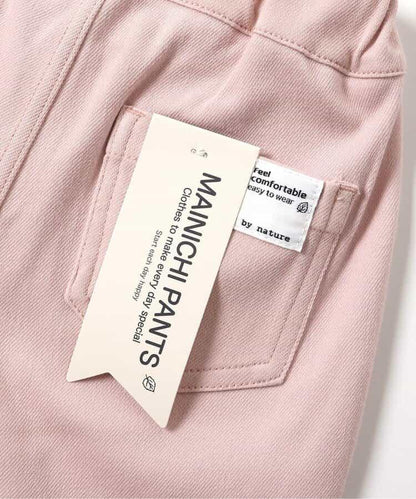 MAINICHI PANTS
Clothes to make every day special
Start each day happy
Feel
comfortable
easy to wear
by nature